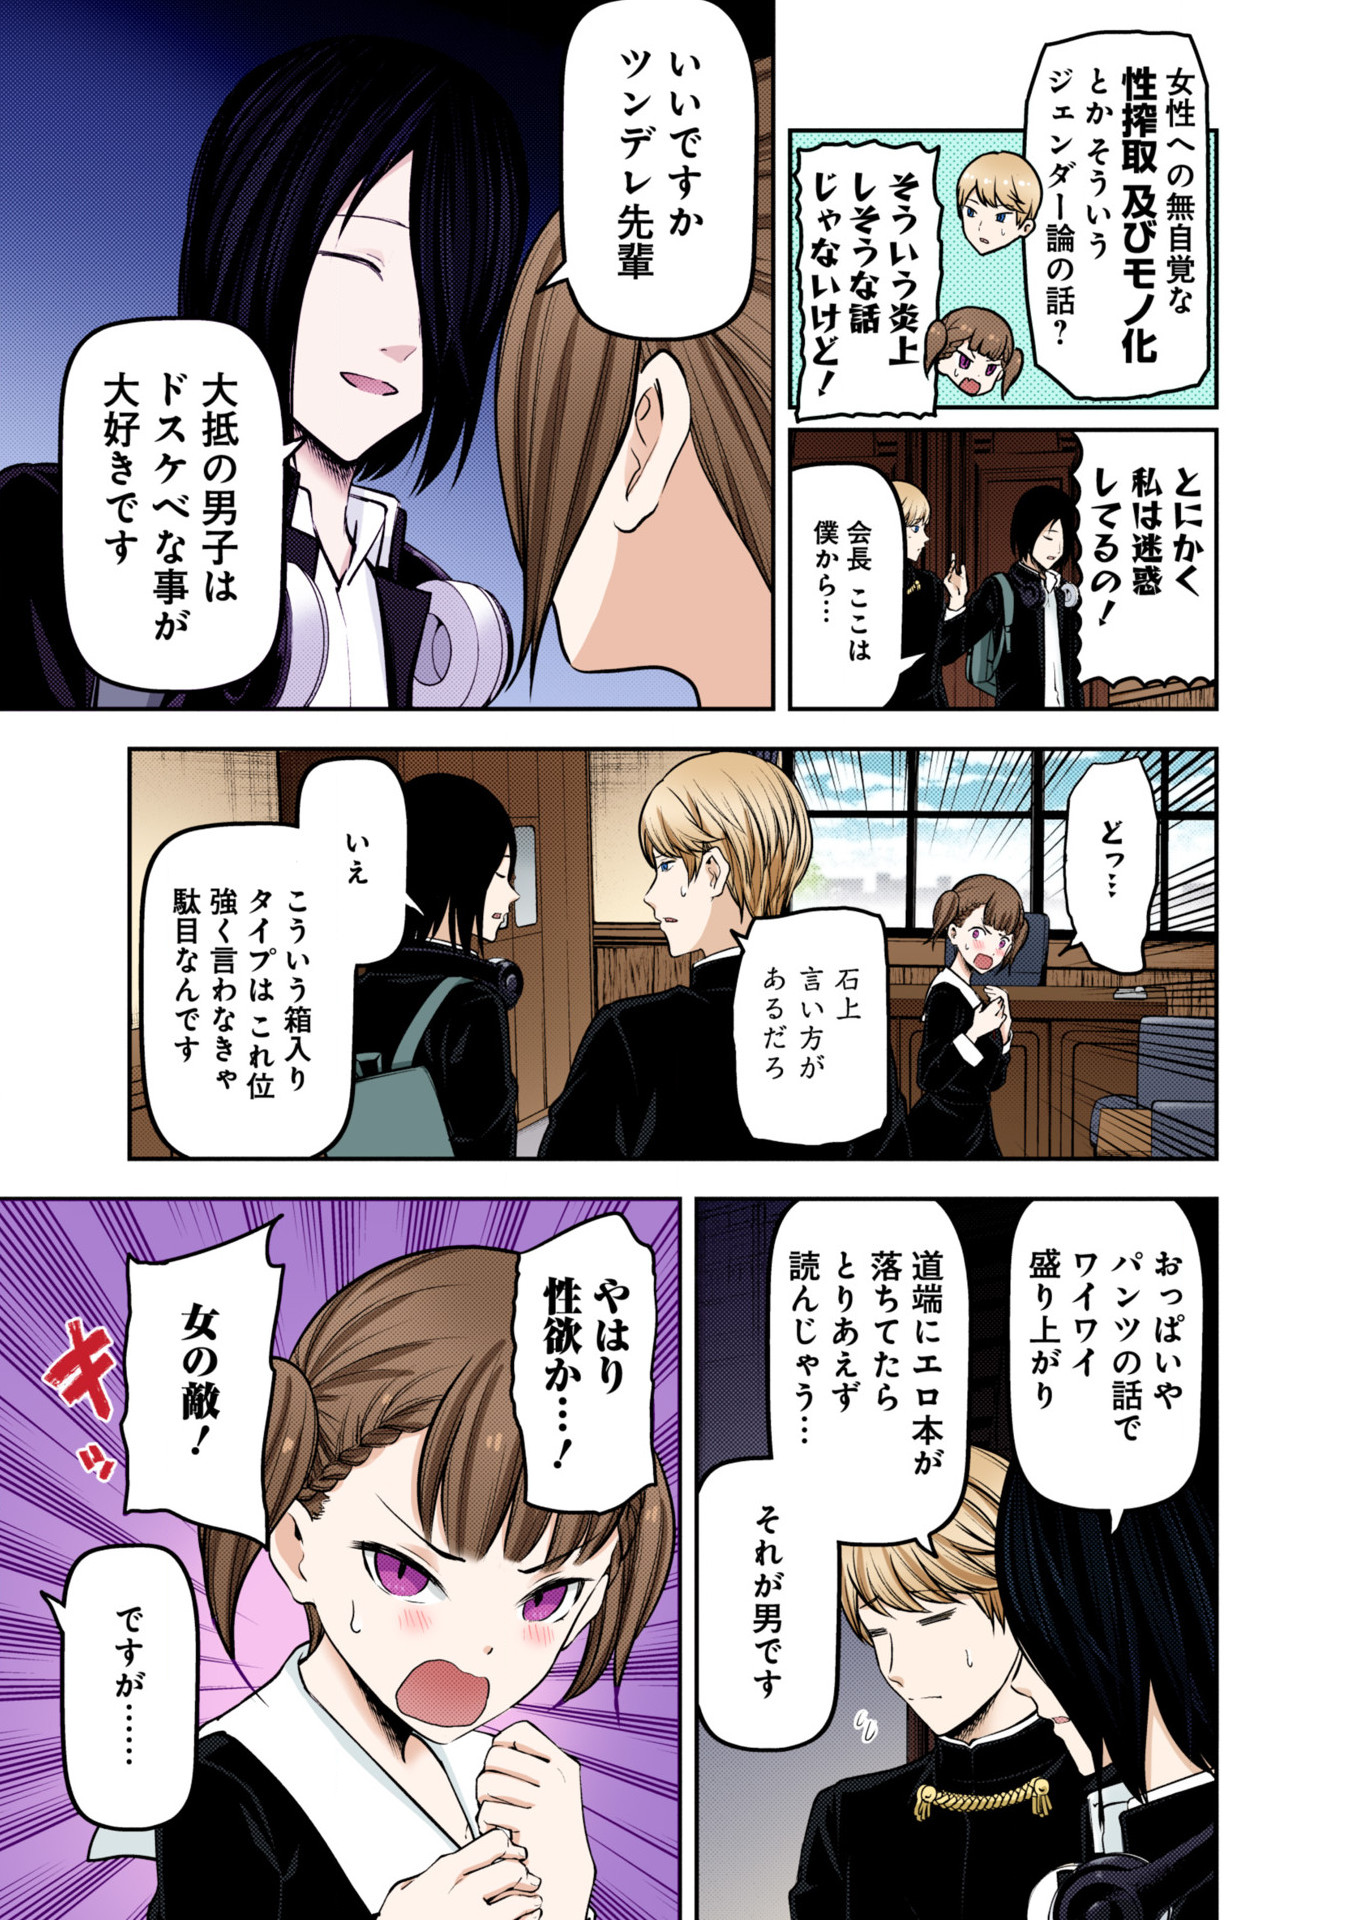 女性への無自覚な
性搾取 及びモノ化
とか そういう
ジェンダー論の話?
そういう炎上
しそうな話
じゃないけど!
とにかく
私は迷惑
してるの!
会長 ここは
僕から…
いいですか
ツンデレ先輩
大抵の男子は
ドスケベな事が
大好きです
どっ…
石上
言い方が
あるだろ
いえ
こういう箱入り
タイプはこれ位
強く言わなきゃ
駄目なんです
おっぱいや
パンツの話で
ワイワイ
盛り上がり
道端にエロ本が
落ちてたら
とりあえず
読んじゃう…
それが男です
やはり
性欲か…!
女の敵!
キッ
ですが……